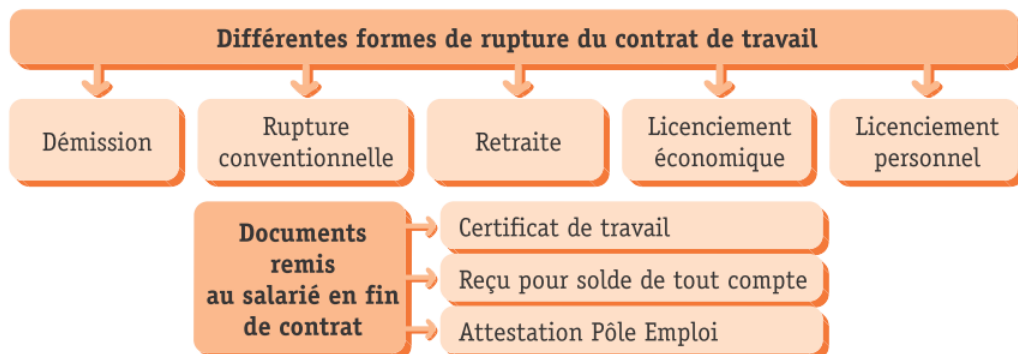 Différentes formes de rupture du contrat de travail
Démission
Rupture
conventionnelle
Retraite
Licenciement
économique
Licenciement
personnel
Documents
remis
au salarié en fin
de contrat
Certificat de travail
Reçu pour solde de tout compte
Attestation Pôle Emploi